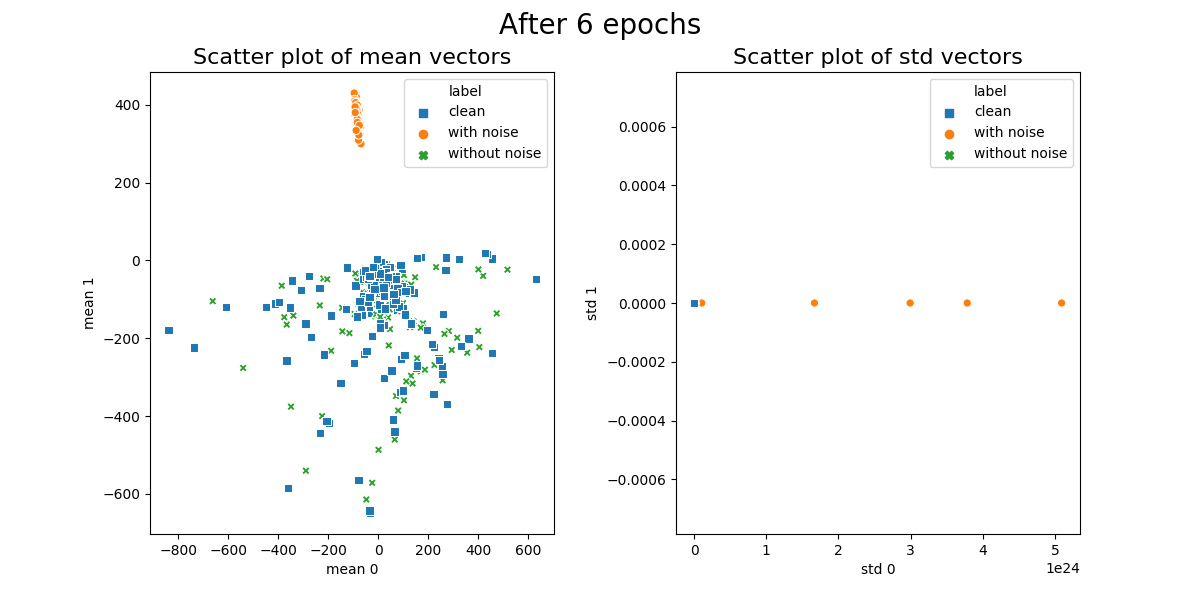 After 6 epochs
Scatter plot of mean vectors
400
200
0
−200
−400
−600
mean 1
−800
−600
−400
−200
0
200
400
600
mean 0
label
clean
with noise
without noise
Scatter plot of std vectors
0.0006
0.0004
0.0002
0.0000
−0.0002
−0.0004
−0.0006
std 1
0
1
2
3
4
5
1e24
std 0
label
clean
with noise
without noise